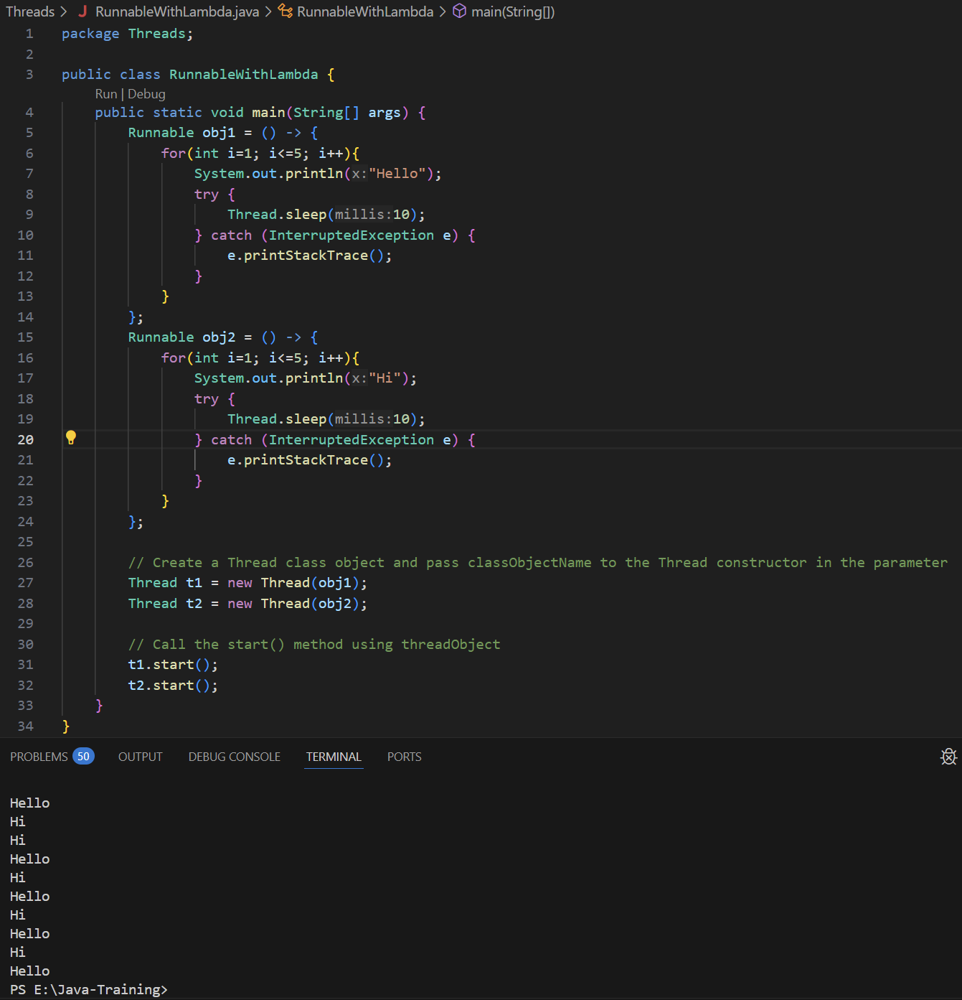 Threads > J RunnableWithLambda.java > RunnableWithLambda > main(String[])
1 package Threads;
2
3 public class RunnableWithLambda {
Run | Debug
4 public static void main(String[] args) {
5 Runnable obj1 = () -> {
6 for(int i=1; i<=5; i++){
7 System.out.println(x:"Hello");
8 try {
9 Thread.sleep(millis:10);
10 } catch (InterruptedException e) {
11 e.printStackTrace();
12 }
13 }
14 };
15 Runnable obj2 = () -> {
16 for(int i=1; i<=5; i++){
17 System.out.println(x:"Hi");
18 try {
19 Thread.sleep(millis:10);
20 } catch (InterruptedException e) {
21 e.printStackTrace();
22 }
23 }
24 };
25
26 // Create a Thread class object and pass classObjectName to the Thread constructor in the parameter
27 Thread t1 = new Thread(obj1);
28 Thread t2 = new Thread(obj2);
29
30 // Call the start() method using threadObject
31 t1.start();
32 t2.start();
33 }
34 }
PROBLEMS 50 OUTPUT DEBUG CONSOLE TERMINAL PORTS
Hello
Hi
Hi
Hello
Hi
Hello
Hi
Hello
Hi
Hello
PS E:\Java-Training>